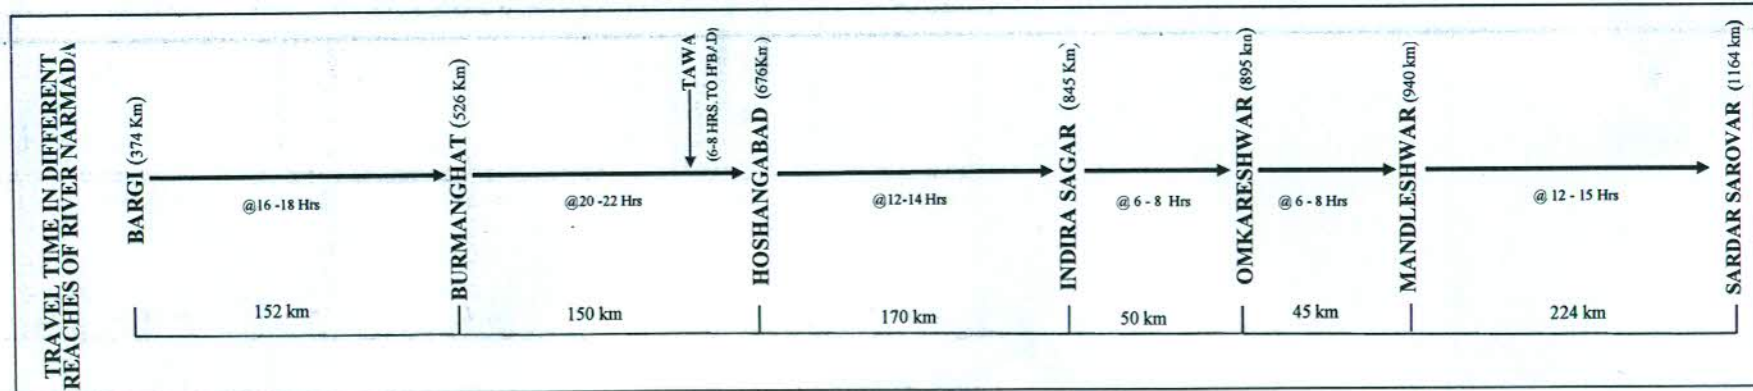 TRAVEL TIME IN DIFFERENT
REACHES OF RIVER NARMADA
BARGI (374 Km)
@16 -18 Hrs
BURMANGHAT (526 Km)
@20 -22 Hrs
TAWA
(6-8 HRS.TO H'BAD)
HOSHANGABAD (676Km)
@12-14 Hrs
INDIRA SAGAR (845 Km)
@ 6 - 8 Hrs
OMKARESHWAR (895 km)
@ 6 - 8 Hrs
MANDLESHWAR (940 km)
@ 12 - 15 Hrs
SARDAR SAROVAR (1164 km)
152 km
150 km
170 km
50 km
45 km
224 km